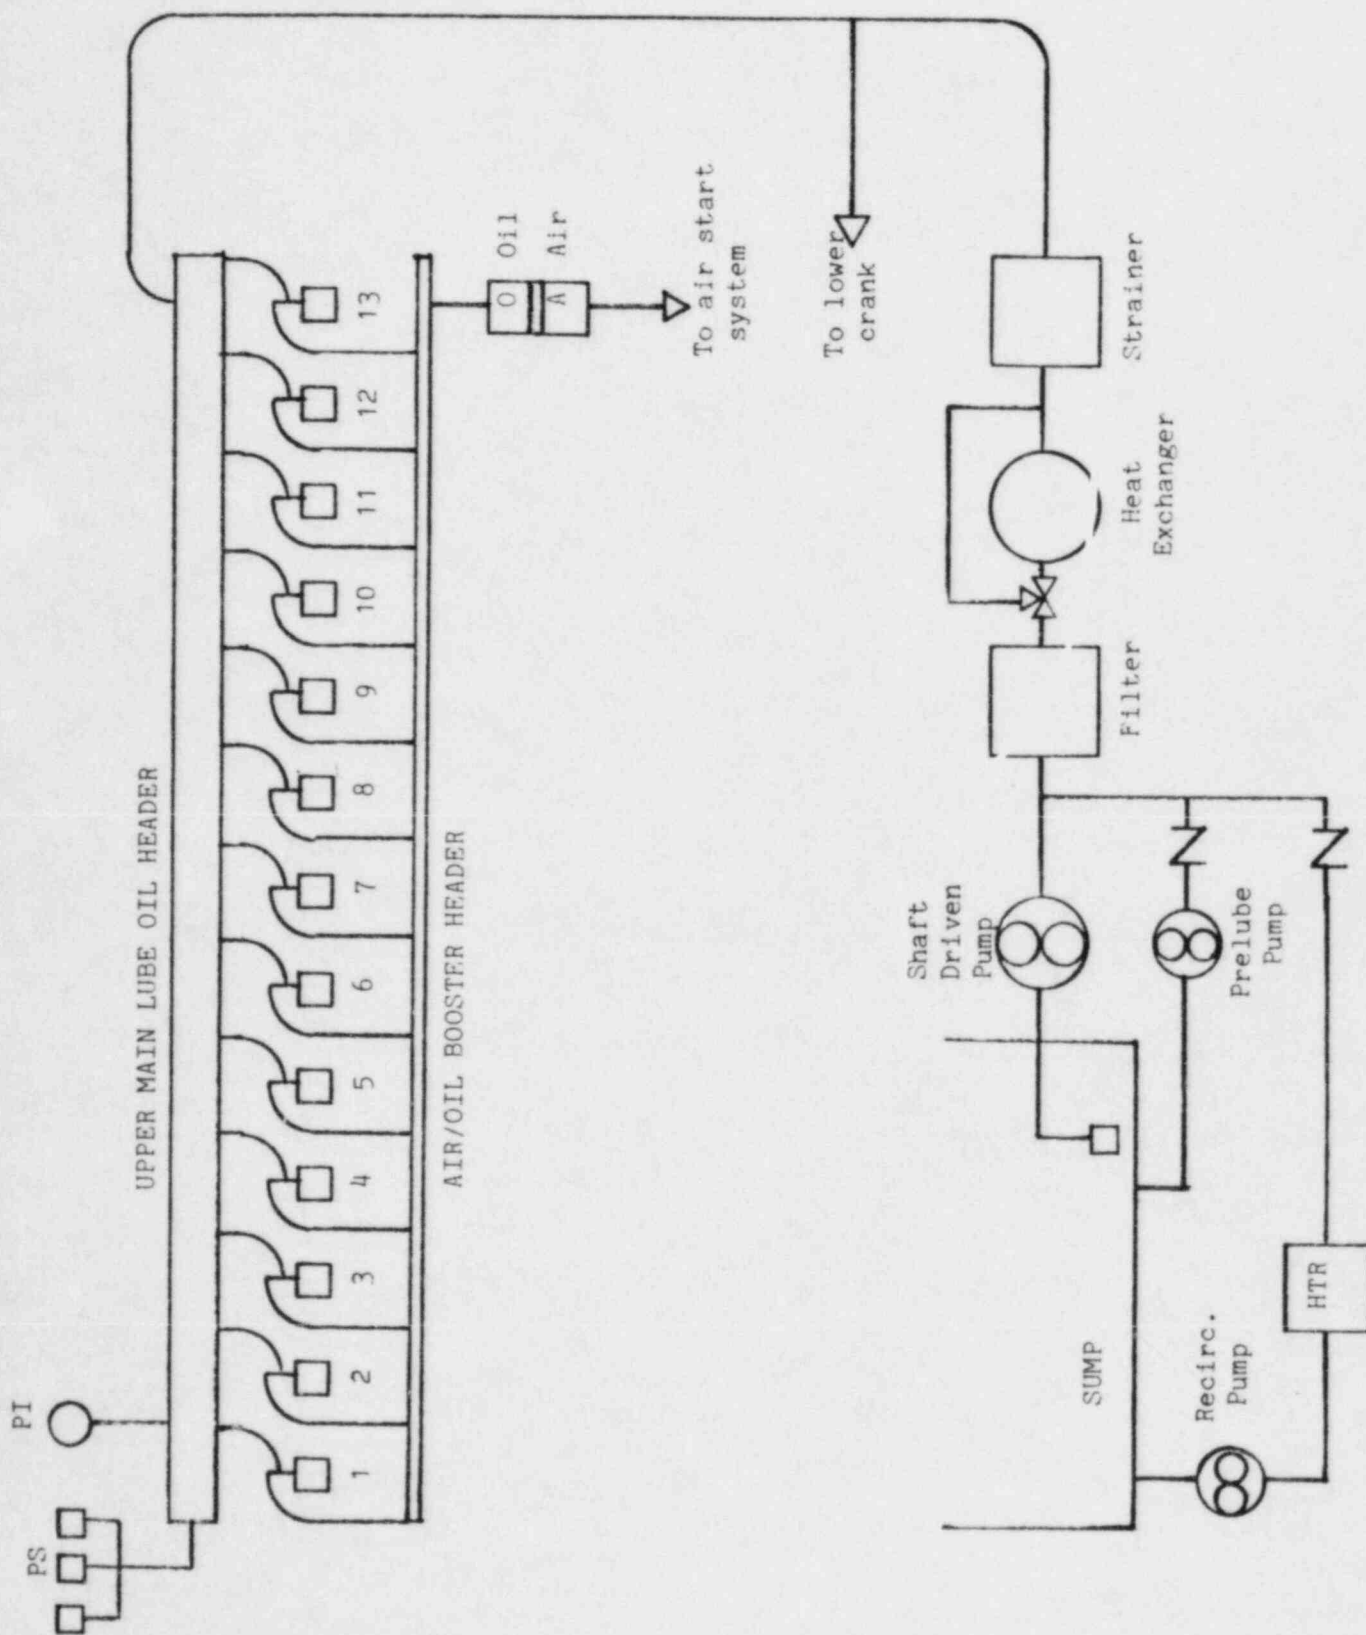 PS
PI
UPPER MAIN LUBE OIL HEADER
1
2
3
4
5
6
7
8
9
10
11
12
13
AIR/OIL BOOSTER HEADER
O
Oil
A
Air
To air start
system
To lower
crank
Shaft
Driven
Pump
SUMP
Filter
Heat
Exchanger
Strainer
Prelube
Pump
Recirc.
Pump
HTR